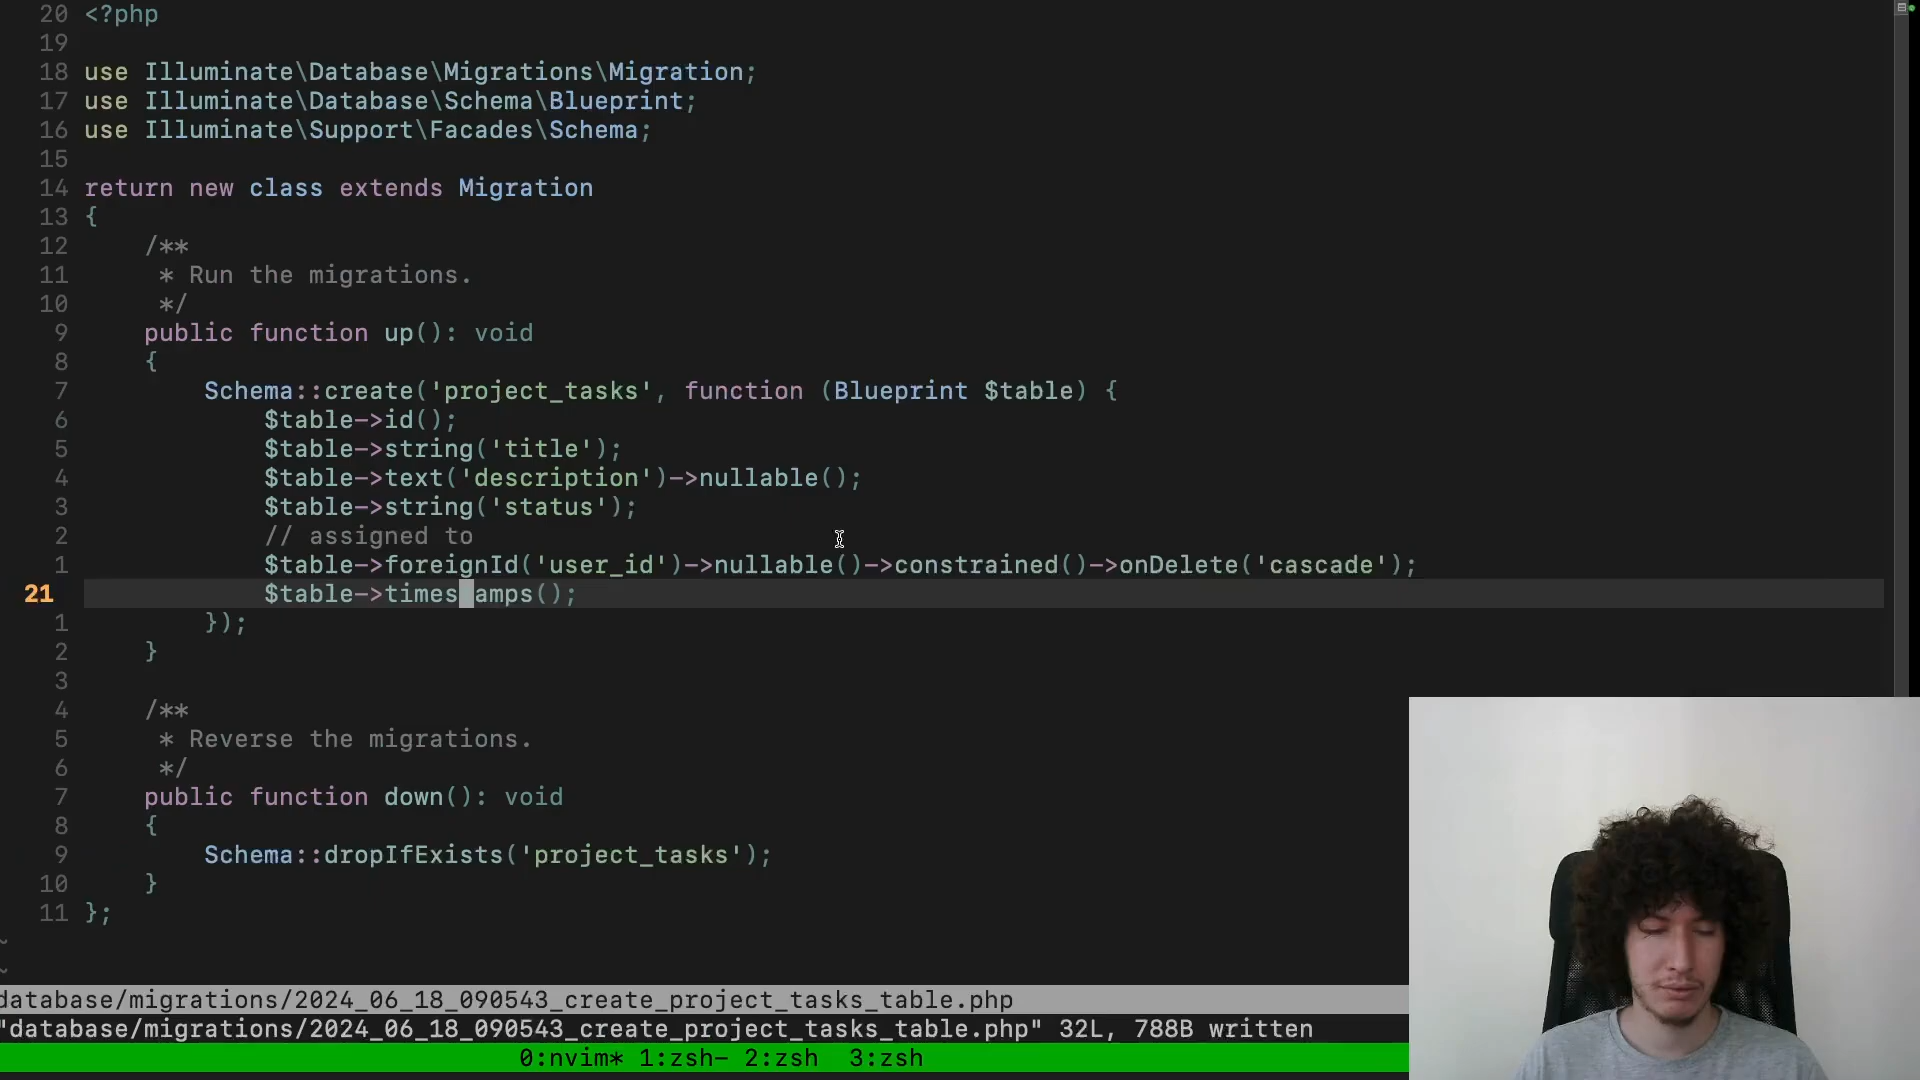 20 <?php
19
18 use Illuminate\Database\Migrations\Migration;
17 use Illuminate\Database\Schema\Blueprint;
16 use Illuminate\Support\Facades\Schema;
15
14 return new class extends Migration
13 {
12     /**
11      * Run the migrations.
10      */
9     public function up(): void
8     {
7         Schema::create('project_tasks', function (Blueprint $table) {
6             $table->id();
5             $table->string('title');
4             $table->text('description')->nullable();
3             $table->string('status');
2             // assigned to
1             $table->foreignId('user_id')->nullable()->constrained()->onDelete('cascade');
21             $table->times amps();
1         });
2     }
3
4     /**
5      * Reverse the migrations.
6      */
7     public function down(): void
8     {
9         Schema::dropIfExists('project_tasks');
10     }
11 };
~
~
database/migrations/2024_06_18_090543_create_project_tasks_table.php
"database/migrations/2024_06_18_090543_create_project_tasks_table.php" 32L, 788B written
0:nvim* 1:zsh- 2:zsh  3:zsh